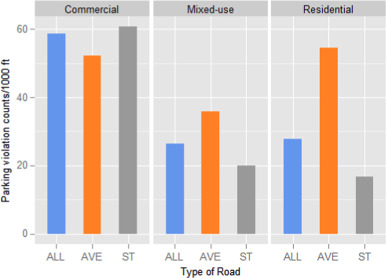 Commercial Mixed-use Residential
Parking violation counts/1000 ft
60
40
20
0
ALL AVE ST ALL AVE ST ALL AVE ST
Type of Road